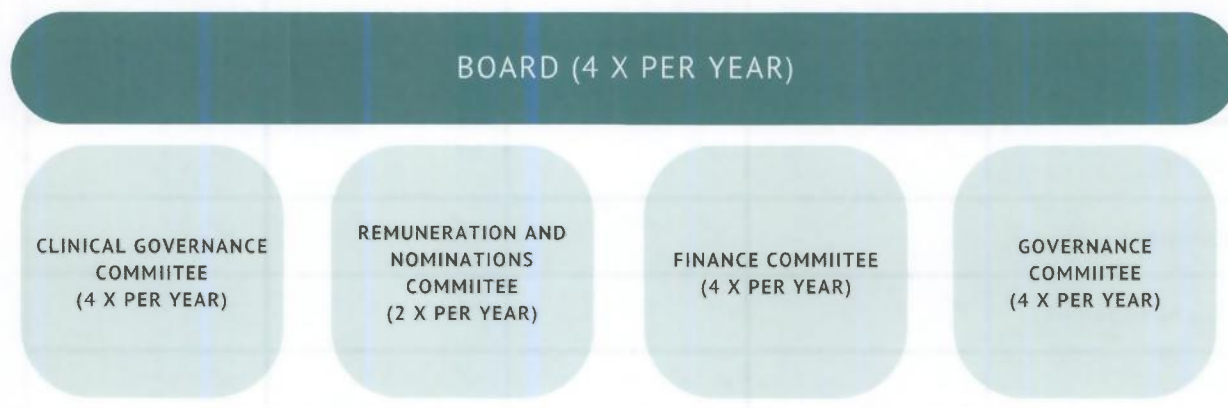 BOARD (4 X PER YEAR)
CLINICAL GOVERNANCE
COMMIITEE
(4 X PER YEAR)
REMUNERATION AND
NOMINATIONS
COMMIITEE
(2 X PER YEAR)
FINANCE COMMIITEE
(4 X PER YEAR)
GOVERNANCE
COMMIITEE
(4 X PER YEAR)